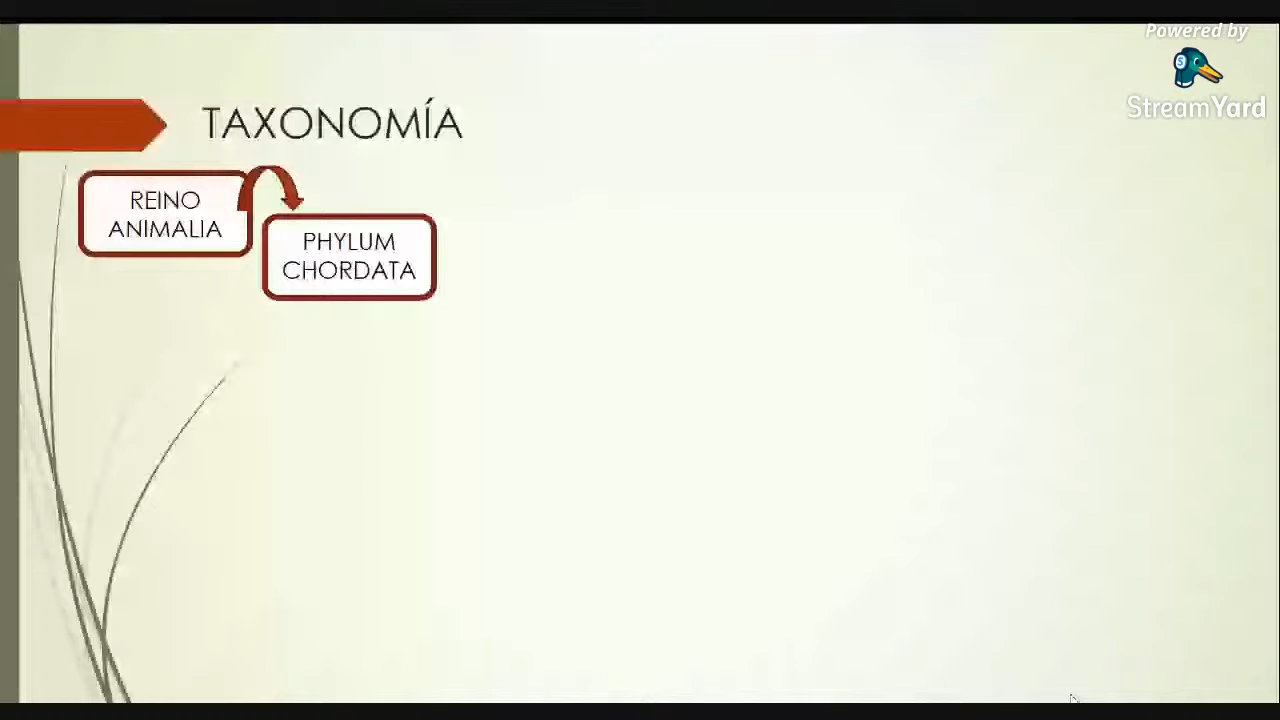 Powered by
StreamYard
TAXONOMÍA
REINO
ANIMALIA
PHYLUM
CHORDATA